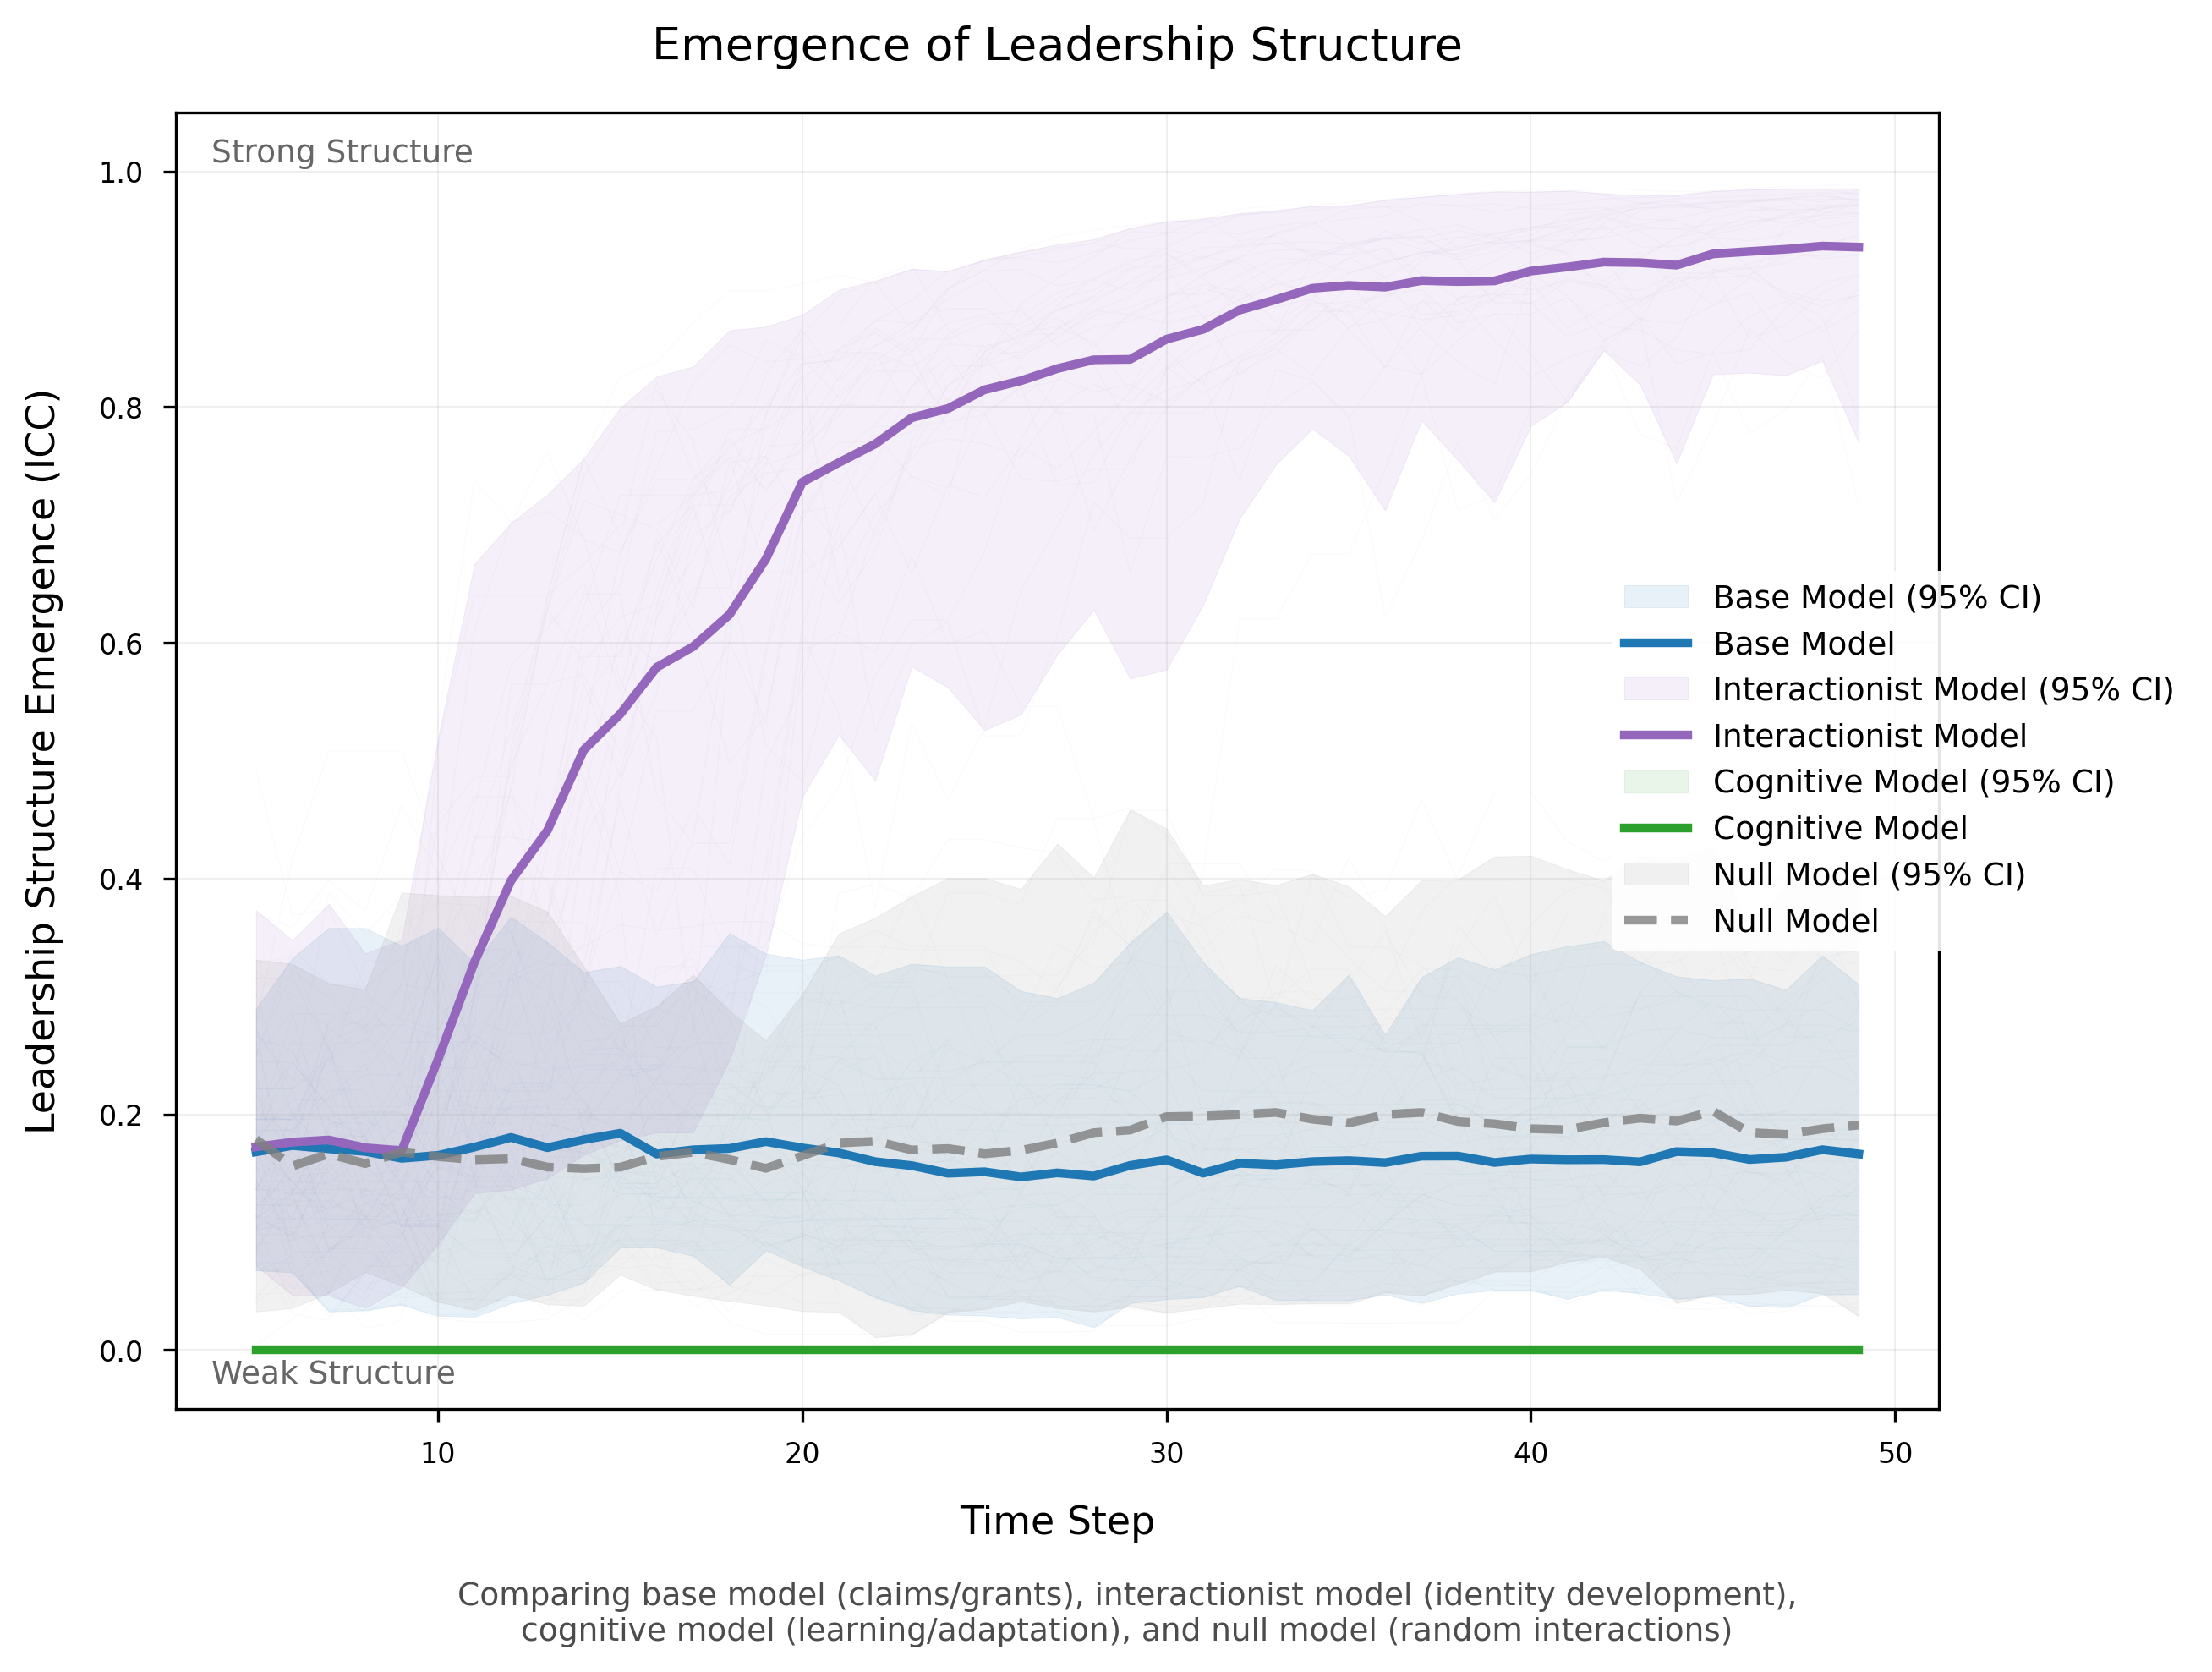 Emergence of Leadership Structure
Strong Structure
1.0
0.8
0.6
0.4
0.2
0.0
Leadership Structure Emergence (ICC)
Base Model (95% CI)
Base Model
Interactionist Model (95% CI)
Interactionist Model
Cognitive Model (95% CI)
Cognitive Model
Null Model (95% CI)
Null Model
Weak Structure
10
20
30
40
50
Time Step
Comparing base model (claims/grants), interactionist model (identity development),
cognitive model (learning/adaptation), and null model (random interactions)